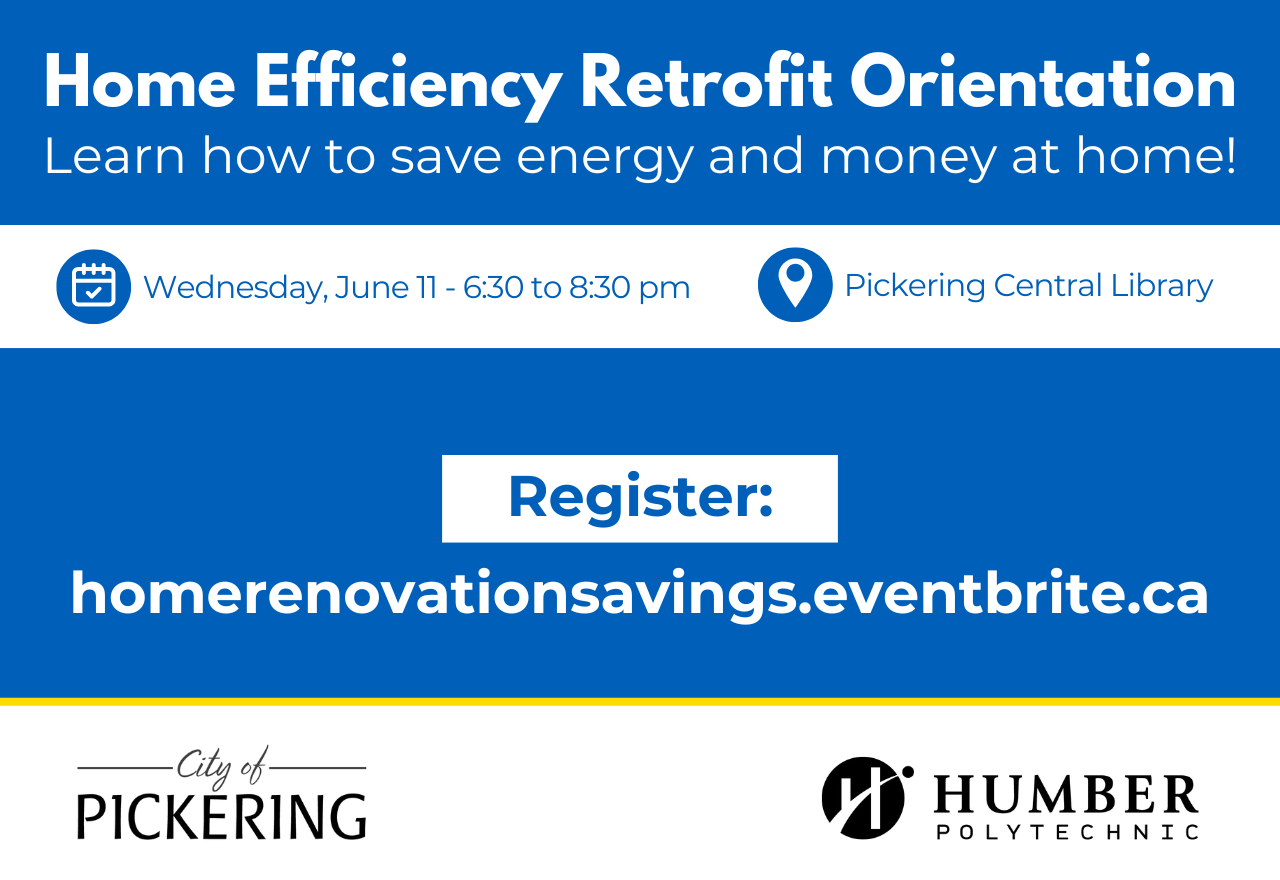 Home Efficiency Retrofit Orientation
Learn how to save energy and money at home!
Wednesday, June 11 - 6:30 to 8:30 pm
Pickering Central Library
Register:
homerenovationsavings.eventbrite.ca
City of
PICKERING
HUMBER
POLYTECHNIC